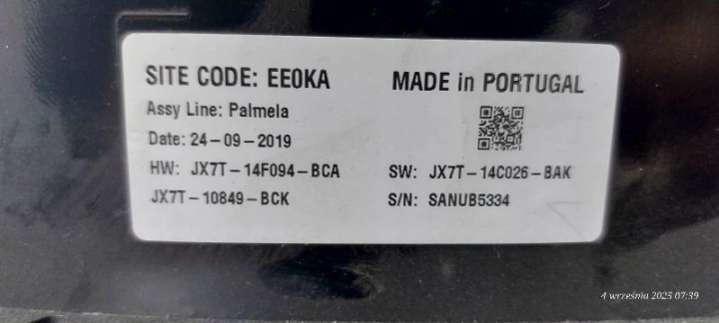 SITE CODE: EE0KA MADE in PORTUGAL
Assy Line: Palmela
Date: 24-09-2019
HW: JX7T-14F094-BCA SW: JX7T-14C026-BAK
JX7T-10849-BCK S/N: SANUB5334
4 września 2025 07:39